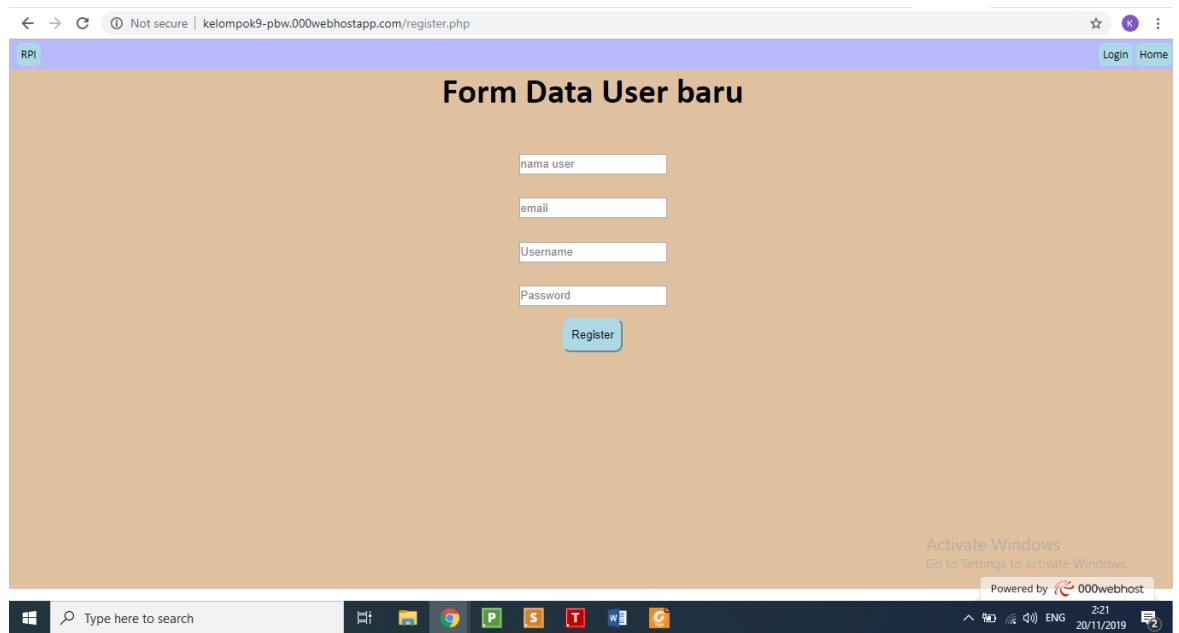 Not secure | kelompok9-pbw.000webhostapp.com/register.php
K
RPI
Login Home
Form Data User baru
nama user
email
Username
Password
Register
Activate Windows
Go to Settings to activate Windows.
Powered by 000webhost
Type here to search
P S T W G
ENG
2:21
20/11/2019
2